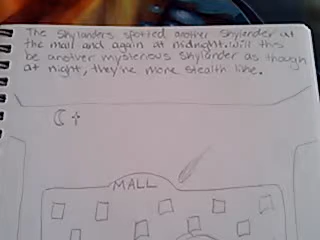 The Skylanders spotted another Skylander at
the mall and again at midnight. Will this
be another mysterious Skylander as though
at night, they're more stealth like.
MALL